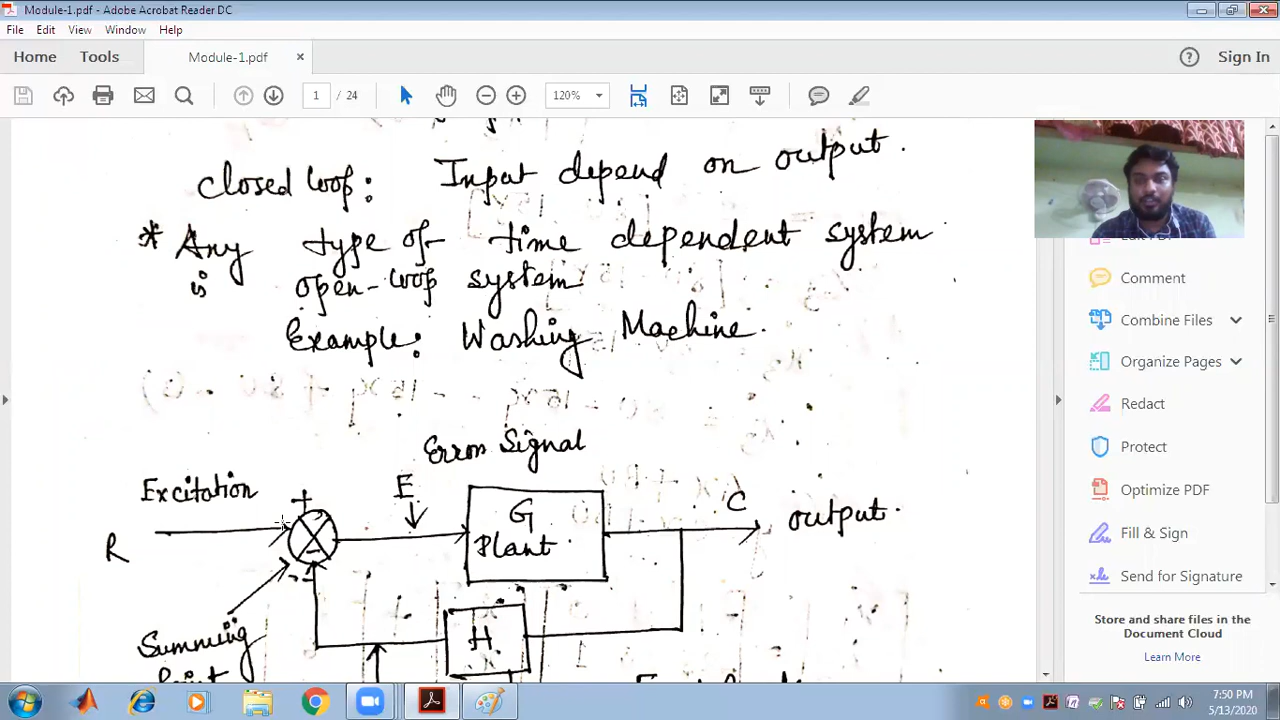 Module-1.pdf - Adobe Acrobat Reader DC
File Edit View Window Help
Home Tools Module-1.pdf × ? Sign In
1 / 24 120%
closed loop: Input depend on output.
* Any type of time dependent system
is open-loop system
Example: Washing Machine.
Error Signal
Excitation + E G C output.
R Plant
- H
Summing
Comment
Combine Files
Organize Pages
Redact
Protect
Optimize PDF
Fill & Sign
Send for Signature
Store and share files in the
Document Cloud
Learn More
7:50 PM
5/13/2020